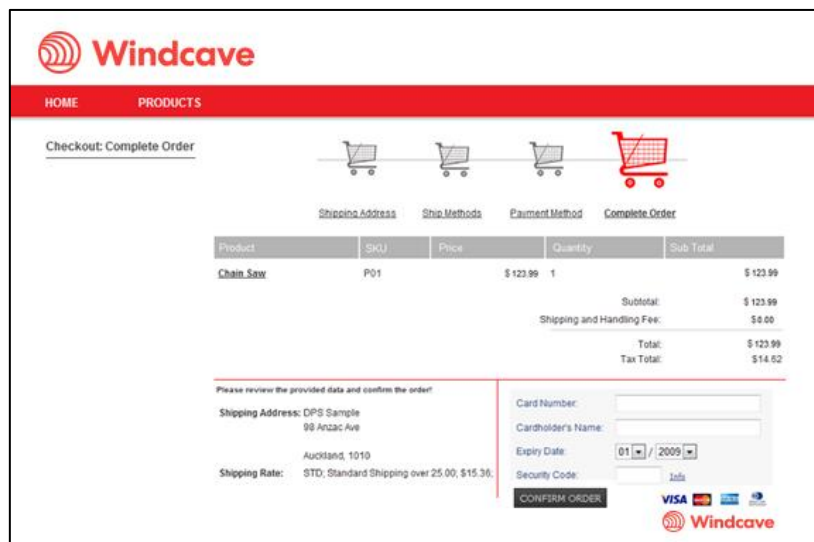 Windcave
HOME PRODUCTS
Checkout: Complete Order
Shipping Address Ship Methods Payment Method Complete Order
Product SKU Price Quantity Sub Total
Chain Saw P01 $123.99 1 $123.99
Subtotal: $123.99
Shipping and Handling Fee: $0.00
Total: $123.99
Tax Total: $14.52
Please review the provided data and confirm the order!
Shipping Address: DPS Sample
98 Anzac Ave
Auckland, 1010
Shipping Rate: STD; Standard Shipping over 25.00; $15.36;
Card Number:
Cardholder's Name:
Expiry Date: 01 / 2009
Security Code: Info
CONFIRM ORDER VISA
Windcave